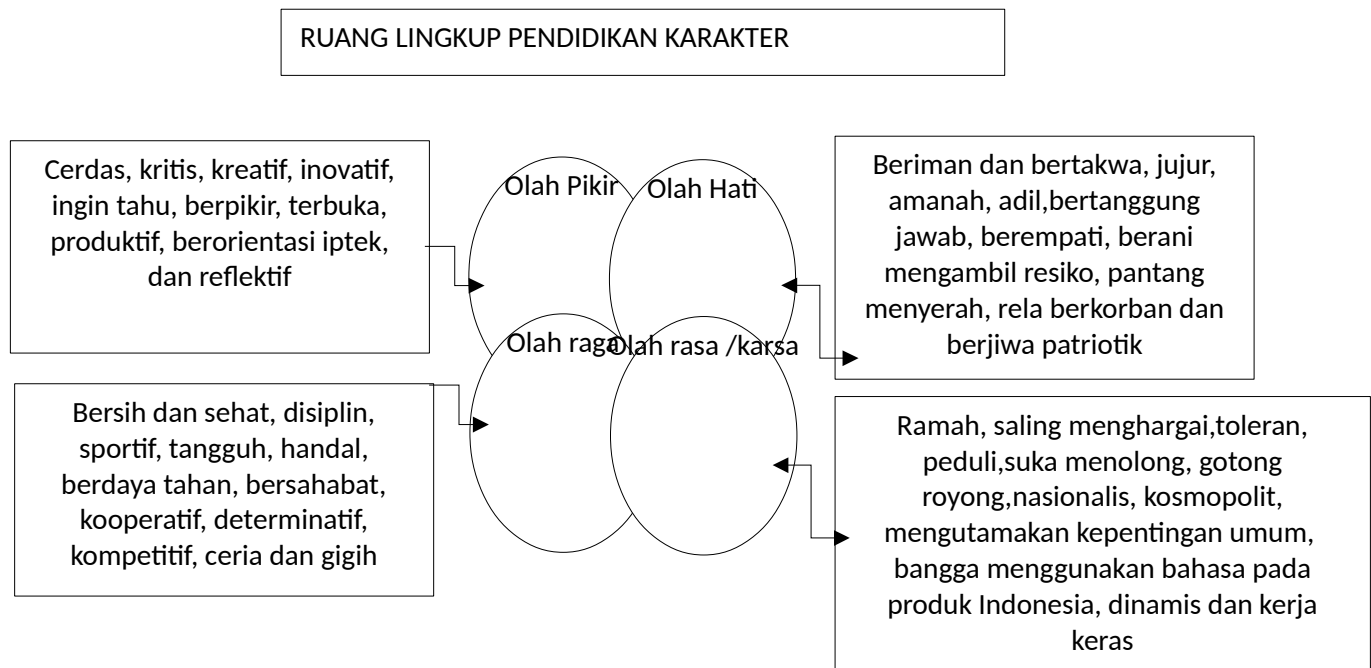 RUANG LINGKUP PENDIDIKAN KARAKTER
Cerdas, kritis, kreatif, inovatif,
ingin tahu, berpikir, terbuka,
produktif, berorientasi iptek,
dan reflektif
Olah Pikir
Olah Hati
Beriman dan bertakwa, jujur,
amanah, adil,bertanggung
jawab, berempati, berani
mengambil resiko, pantang
menyerah, rela berkorban dan
berjiwa patriotik
Olah raga
Olah rasa /karsa
Bersih dan sehat, disiplin,
sportif, tangguh, handal,
berdaya tahan, bersahabat,
kooperatif, determinatif,
kompetitif, ceria dan gigih
Ramah, saling menghargai,toleran,
peduli,suka menolong, gotong
royong,nasionalis, kosmopolit,
mengutamakan kepentingan umum,
bangga menggunakan bahasa pada
produk Indonesia, dinamis dan kerja
keras